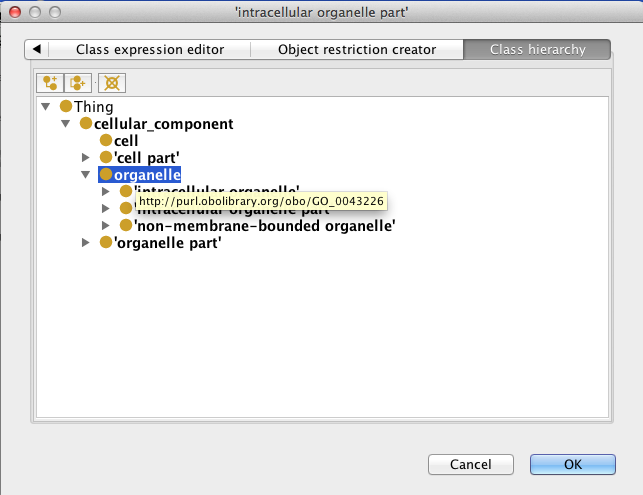 'intracellular organelle part'
Class expression editor
Object restriction creator
Class hierarchy
Thing
cellular_component
cell
'cell part'
organelle
'intracellular organelle'
http://purl.obolibrary.org/obo/GO_0043226
'intracellular organelle part'
'non-membrane-bounded organelle'
'organelle part'
Cancel
OK